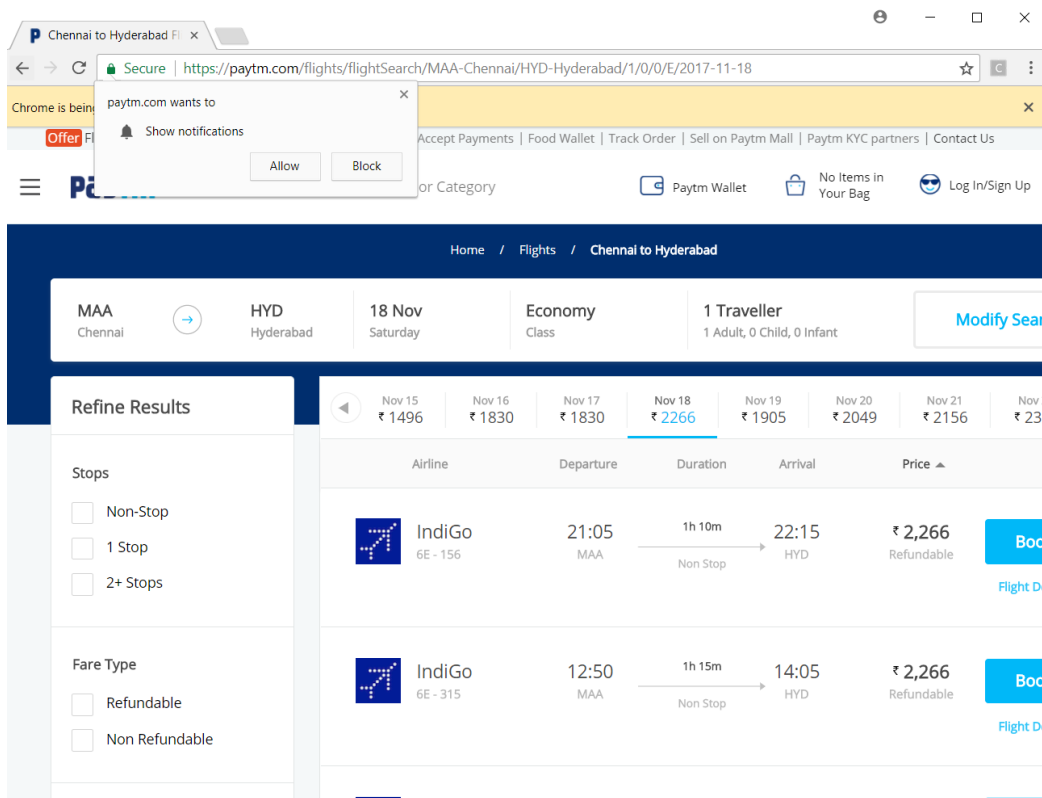 Chennai to Hyderabad Fl
Secure | https://paytm.com/flights/flightSearch/MAA-Chennai/HYD-Hyderabad/1/0/0/E/2017-11-18
Chrome is being
paytm.com wants to
Show notifications
Allow Block
Offer Fl Accept Payments | Food Wallet | Track Order | Sell on Paytm Mall | Paytm KYC partners | Contact Us
or Category Paytm Wallet No Items in Your Bag Log In/Sign Up
Home / Flights / Chennai to Hyderabad
MAA HYD 18 Nov Economy 1 Traveller Modify Sear
Chennai Hyderabad Saturday Class 1 Adult, 0 Child, 0 Infant
Refine Results
Nov 15 Nov 16 Nov 17 Nov 18 Nov 19 Nov 20 Nov 21 Nov
₹ 1496 ₹ 1830 ₹ 1830 ₹ 2266 ₹ 1905 ₹ 2049 ₹ 2156 ₹ 23
Airline Departure Duration Arrival Price
Stops
Non-Stop
1 Stop
2+ Stops
Fare Type
Refundable
Non Refundable
IndiGo 21:05 1h 10m 22:15 ₹ 2,266 Boo
6E - 156 MAA Non Stop HYD Refundable
Flight D
IndiGo 12:50 1h 15m 14:05 ₹ 2,266 Boo
6E - 315 MAA Non Stop HYD Refundable
Flight D